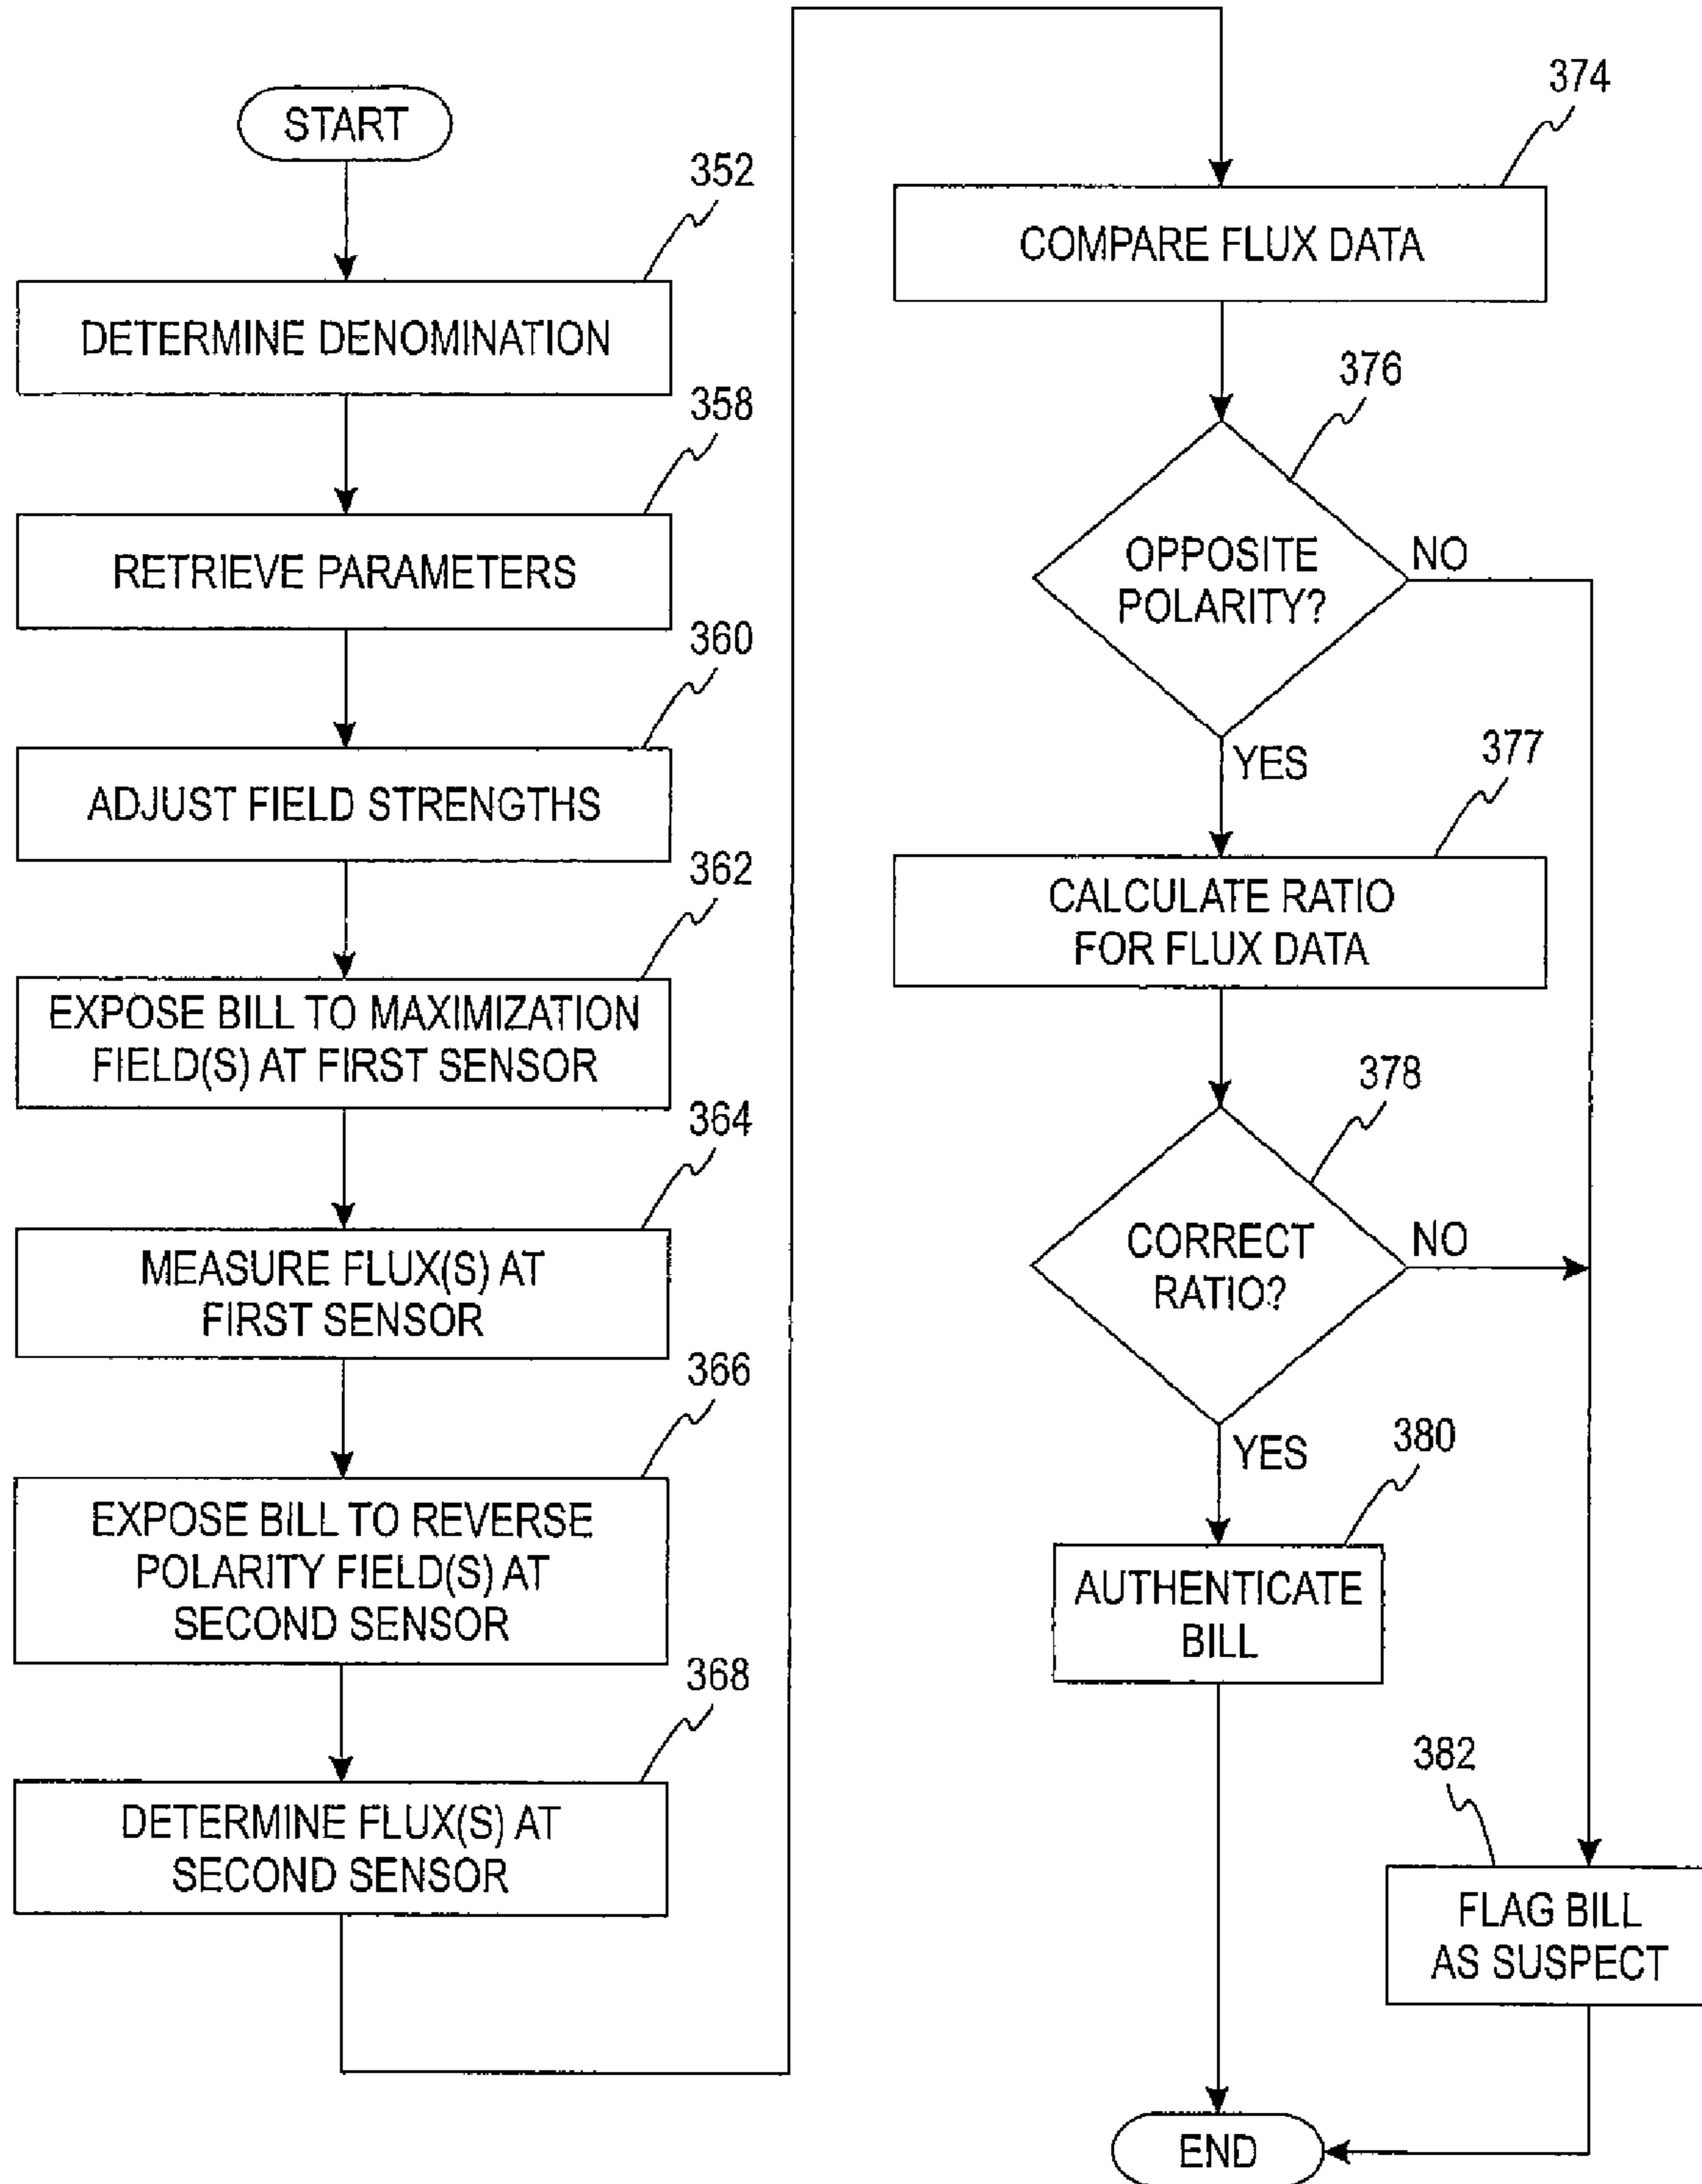 START
352
DETERMINE DENOMINATION
358
RETRIEVE PARAMETERS
360
ADJUST FIELD STRENGTHS
362
EXPOSE BILL TO MAXIMIZATION
FIELD(S) AT FIRST SENSOR
364
MEASURE FLUX(S) AT
FIRST SENSOR
366
EXPOSE BILL TO REVERSE
POLARITY FIELD(S) AT
SECOND SENSOR
368
DETERMINE FLUX(S) AT
SECOND SENSOR
374
COMPARE FLUX DATA
376
OPPOSITE
POLARITY?
NO
YES
377
CALCULATE RATIO
FOR FLUX DATA
378
CORRECT
RATIO?
NO
YES
380
AUTHENTICATE
BILL
382
FLAG BILL
AS SUSPECT
END